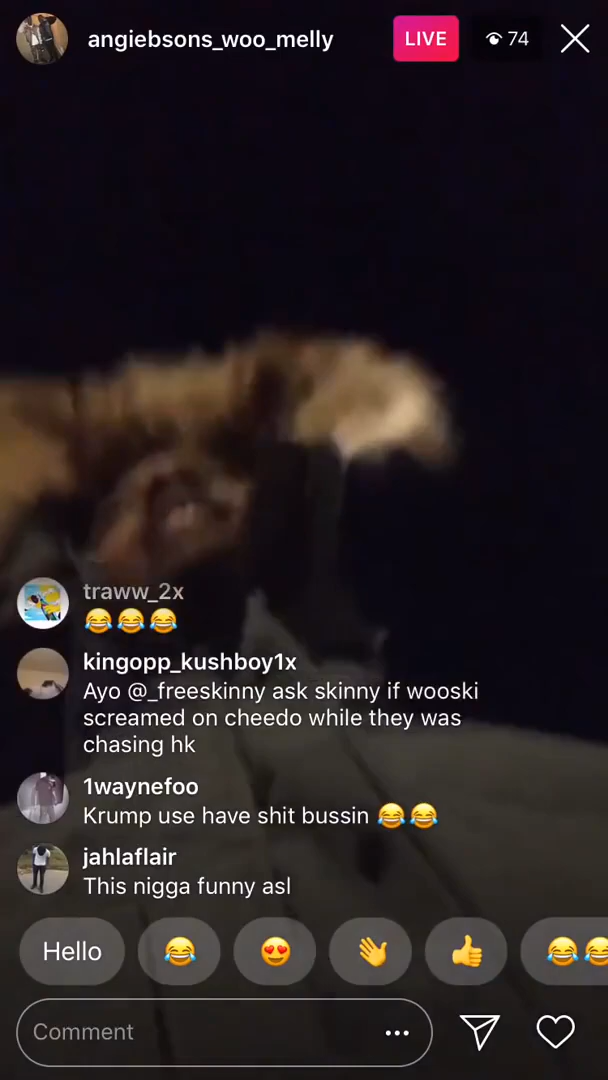 angiebsons_woo_melly
LIVE
74
traww_2x
😂😂😂
kingopp_kushboy1x
Ayo @_freeskinny ask skinny if wooski
screamed on cheedo while they was
chasing hk
1waynefoo
Krump use have shit bussin 😂😂
jahlaflair
This nigga funny asl
Hello 😂 😍 👋 👍 😂😂
Comment